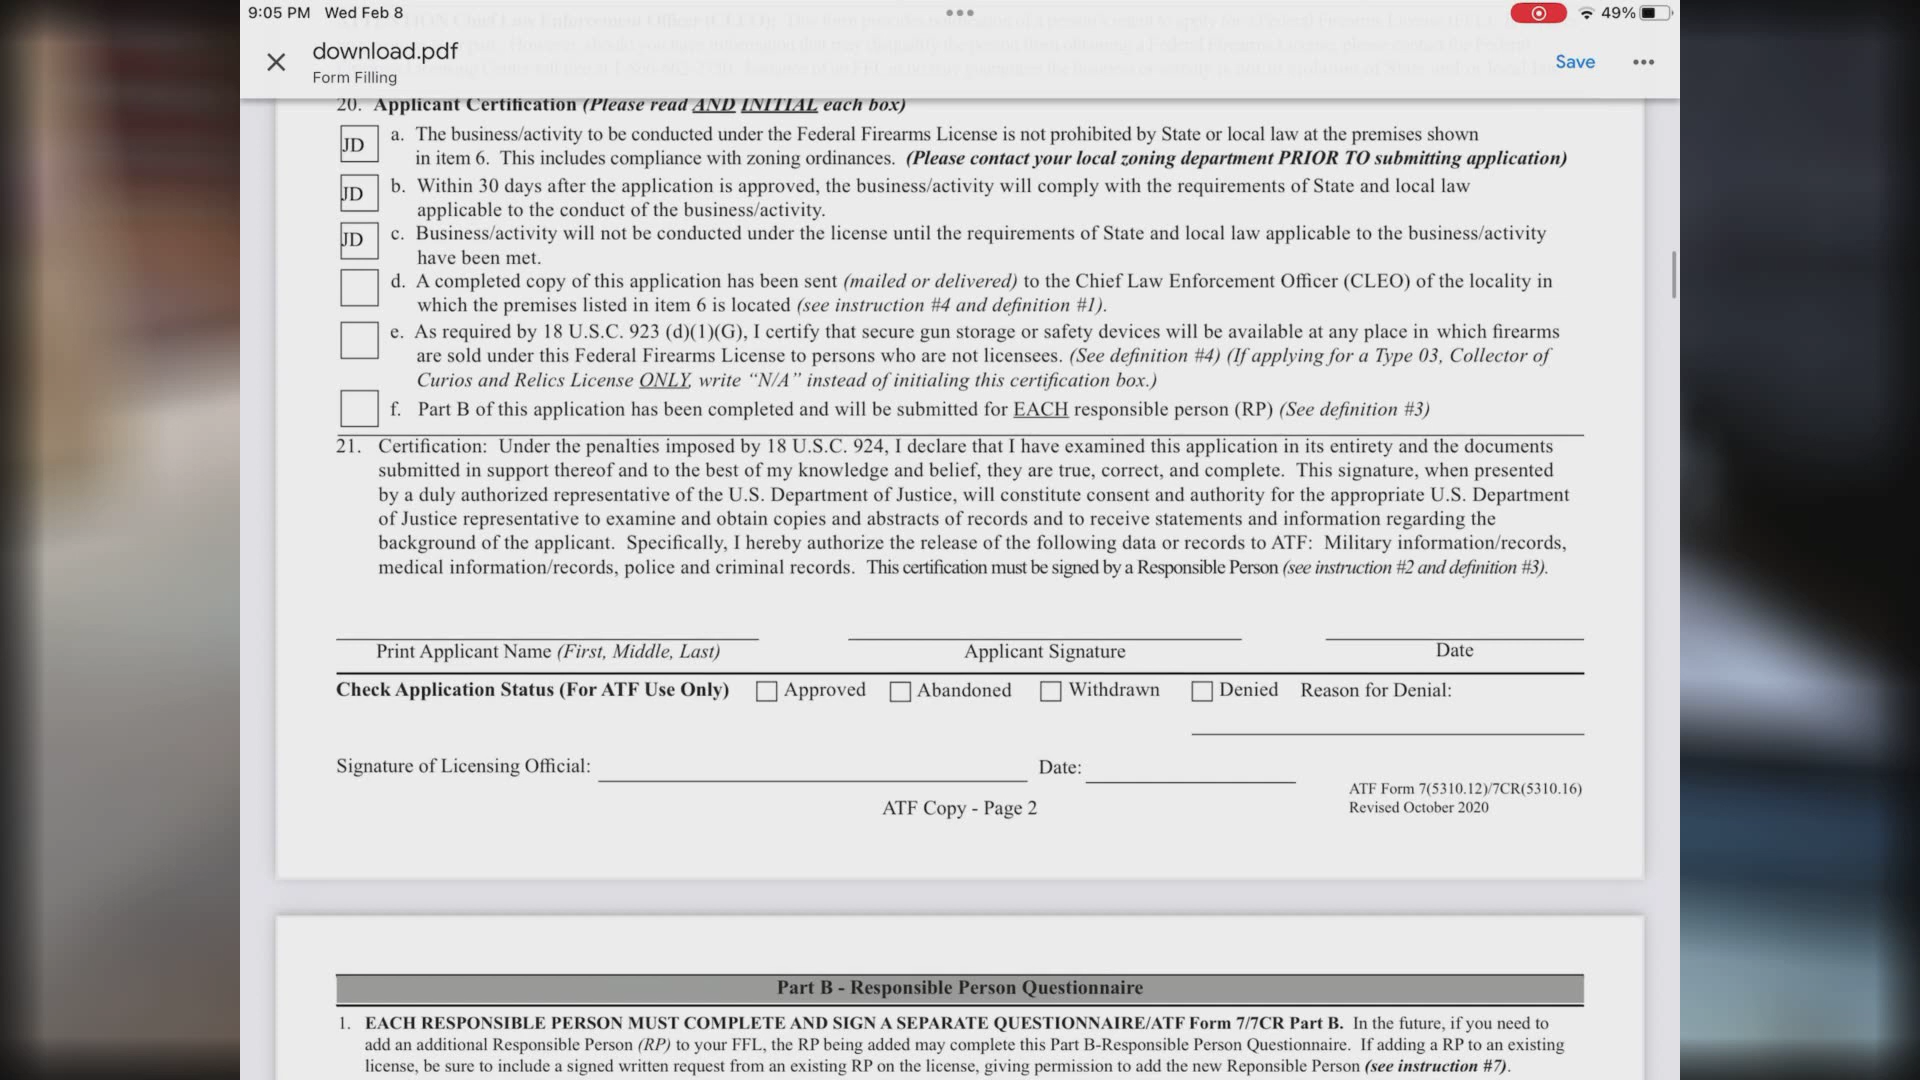 9:05 PM Wed Feb 8
49%
download.pdf
Form Filling
Save
20. Applicant Certification (Please read AND INITIAL each box)
JD a. The business/activity to be conducted under the Federal Firearms License is not prohibited by State or local law at the premises shown
in item 6. This includes compliance with zoning ordinances. (Please contact your local zoning department PRIOR TO submitting application)
JD b. Within 30 days after the application is approved, the business/activity will comply with the requirements of State and local law
applicable to the conduct of the business/activity.
JD c. Business/activity will not be conducted under the license until the requirements of State and local law applicable to the business/activity
have been met.
d. A completed copy of this application has been sent (mailed or delivered) to the Chief Law Enforcement Officer (CLEO) of the locality in
which the premises listed in item 6 is located (see instruction #4 and definition #1).
e. As required by 18 U.S.C. 923 (d)(1)(G), I certify that secure gun storage or safety devices will be available at any place in which firearms
are sold under this Federal Firearms License to persons who are not licensees. (See definition #4) (If applying for a Type 03, Collector of
Curios and Relics License ONLY, write “N/A” instead of initialing this certification box.)
f. Part B of this application has been completed and will be submitted for EACH responsible person (RP) (See definition #3)
21. Certification: Under the penalties imposed by 18 U.S.C. 924, I declare that I have examined this application in its entirety and the documents
submitted in support thereof and to the best of my knowledge and belief, they are true, correct, and complete. This signature, when presented
by a duly authorized representative of the U.S. Department of Justice, will constitute consent and authority for the appropriate U.S. Department
of Justice representative to examine and obtain copies and abstracts of records and to receive statements and information regarding the
background of the applicant. Specifically, I hereby authorize the release of the following data or records to ATF: Military information/records,
medical information/records, police and criminal records. This certification must be signed by a Responsible Person (see instruction #2 and definition #3).
Print Applicant Name (First, Middle, Last) Applicant Signature Date
Check Application Status (For ATF Use Only) Approved Abandoned Withdrawn Denied Reason for Denial:
Signature of Licensing Official: Date:
ATF Form 7(5310.12)/7CR(5310.16)
ATF Copy - Page 2 Revised October 2020
Part B - Responsible Person Questionnaire
1. EACH RESPONSIBLE PERSON MUST COMPLETE AND SIGN A SEPARATE QUESTIONNAIRE/ATF Form 7/7CR Part B. In the future, if you need to
add an additional Responsible Person (RP) to your FFL, the RP being added may complete this Part B-Responsible Person Questionnaire. If adding a RP to an existing
license, be sure to include a signed written request from an existing RP on the license, giving permission to add the new Reponsible Person (see instruction #7).